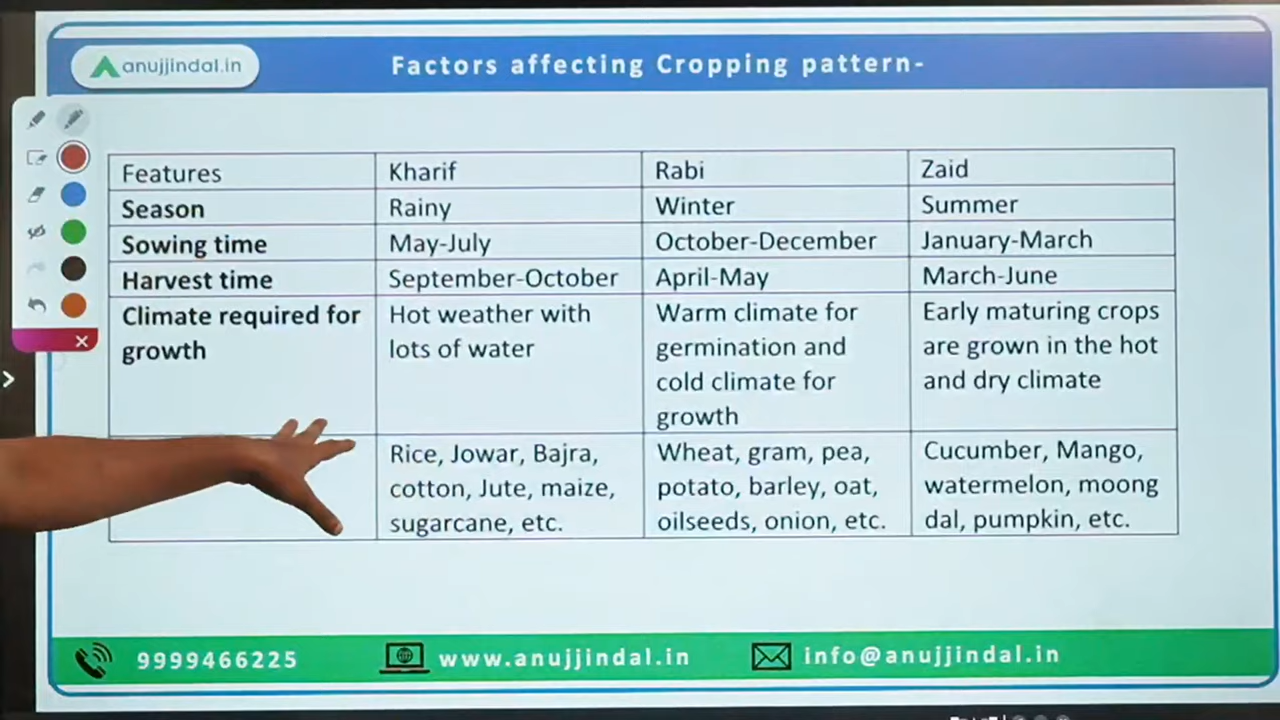 anujjindal.in
Factors affecting Cropping pattern-
Features Kharif Rabi Zaid
Season Rainy Winter Summer
Sowing time May-July October-December January-March
Harvest time September-October April-May March-June
Climate required for
growth
Hot weather with
lots of water
Warm climate for
germination and
cold climate for
growth
Early maturing crops
are grown in the hot
and dry climate
Rice, Jowar, Bajra,
cotton, Jute, maize,
sugarcane, etc.
Wheat, gram, pea,
potato, barley, oat,
oilseeds, onion, etc.
Cucumber, Mango,
watermelon, moong
dal, pumpkin, etc.
9999466225
www.anujjindal.in
info@anujjindal.in